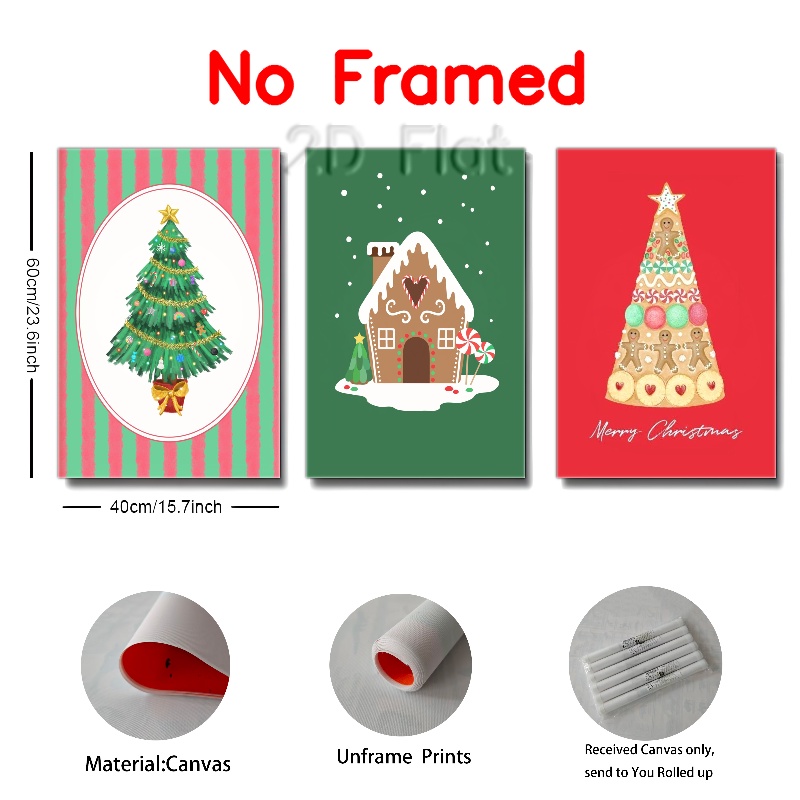 No Framed
2D Flat
60cm/23.6inch
Merry Christmas
40cm/15.7inch
Material:Canvas
Unframe Prints
Received Canvas only,
send to You Rolled up